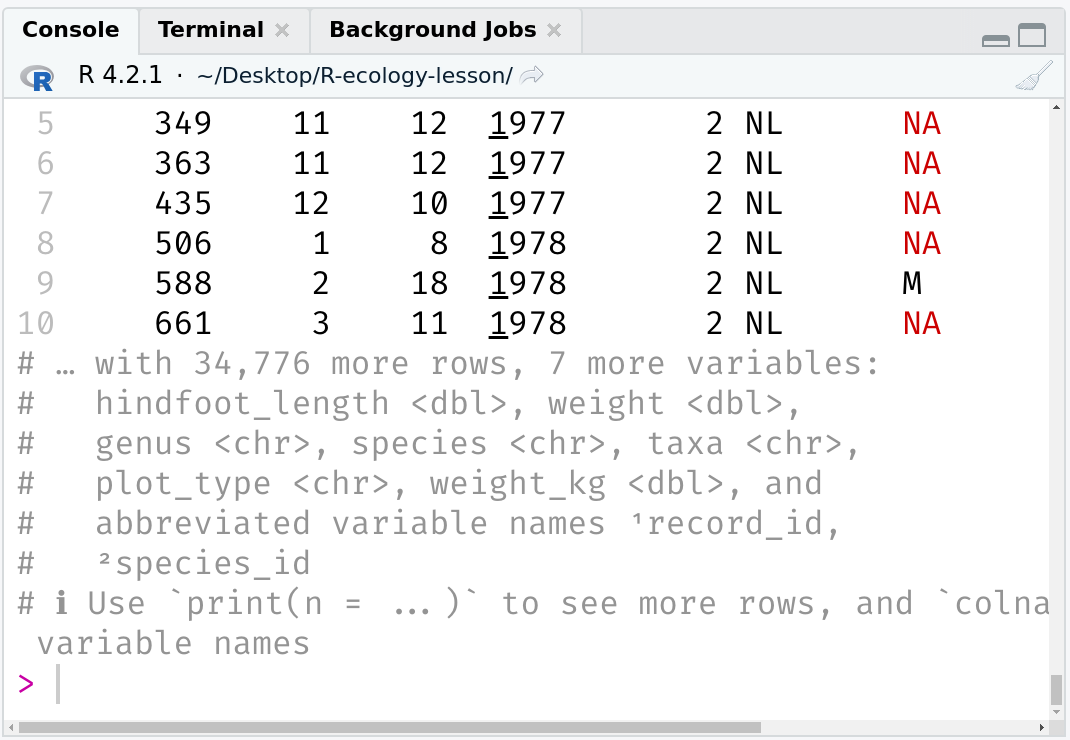 Console Terminal × Background Jobs ×
R R 4.2.1 · ~/Desktop/R-ecology-lesson/
5 349 11 12 1977 2 NL NA
6 363 11 12 1977 2 NL NA
7 435 12 10 1977 2 NL NA
8 506 1 8 1978 2 NL NA
9 588 2 18 1978 2 NL M
10 661 3 11 1978 2 NL NA
# … with 34,776 more rows, 7 more variables:
#   hindfoot_length <dbl>, weight <dbl>,
#   genus <chr>, species <chr>, taxa <chr>,
#   plot_type <chr>, weight_kg <dbl>, and
#   abbreviated variable names ¹record_id,
#   ²species_id
# ℹ Use `print(n = ...)` to see more rows, and `colna
variable names
>